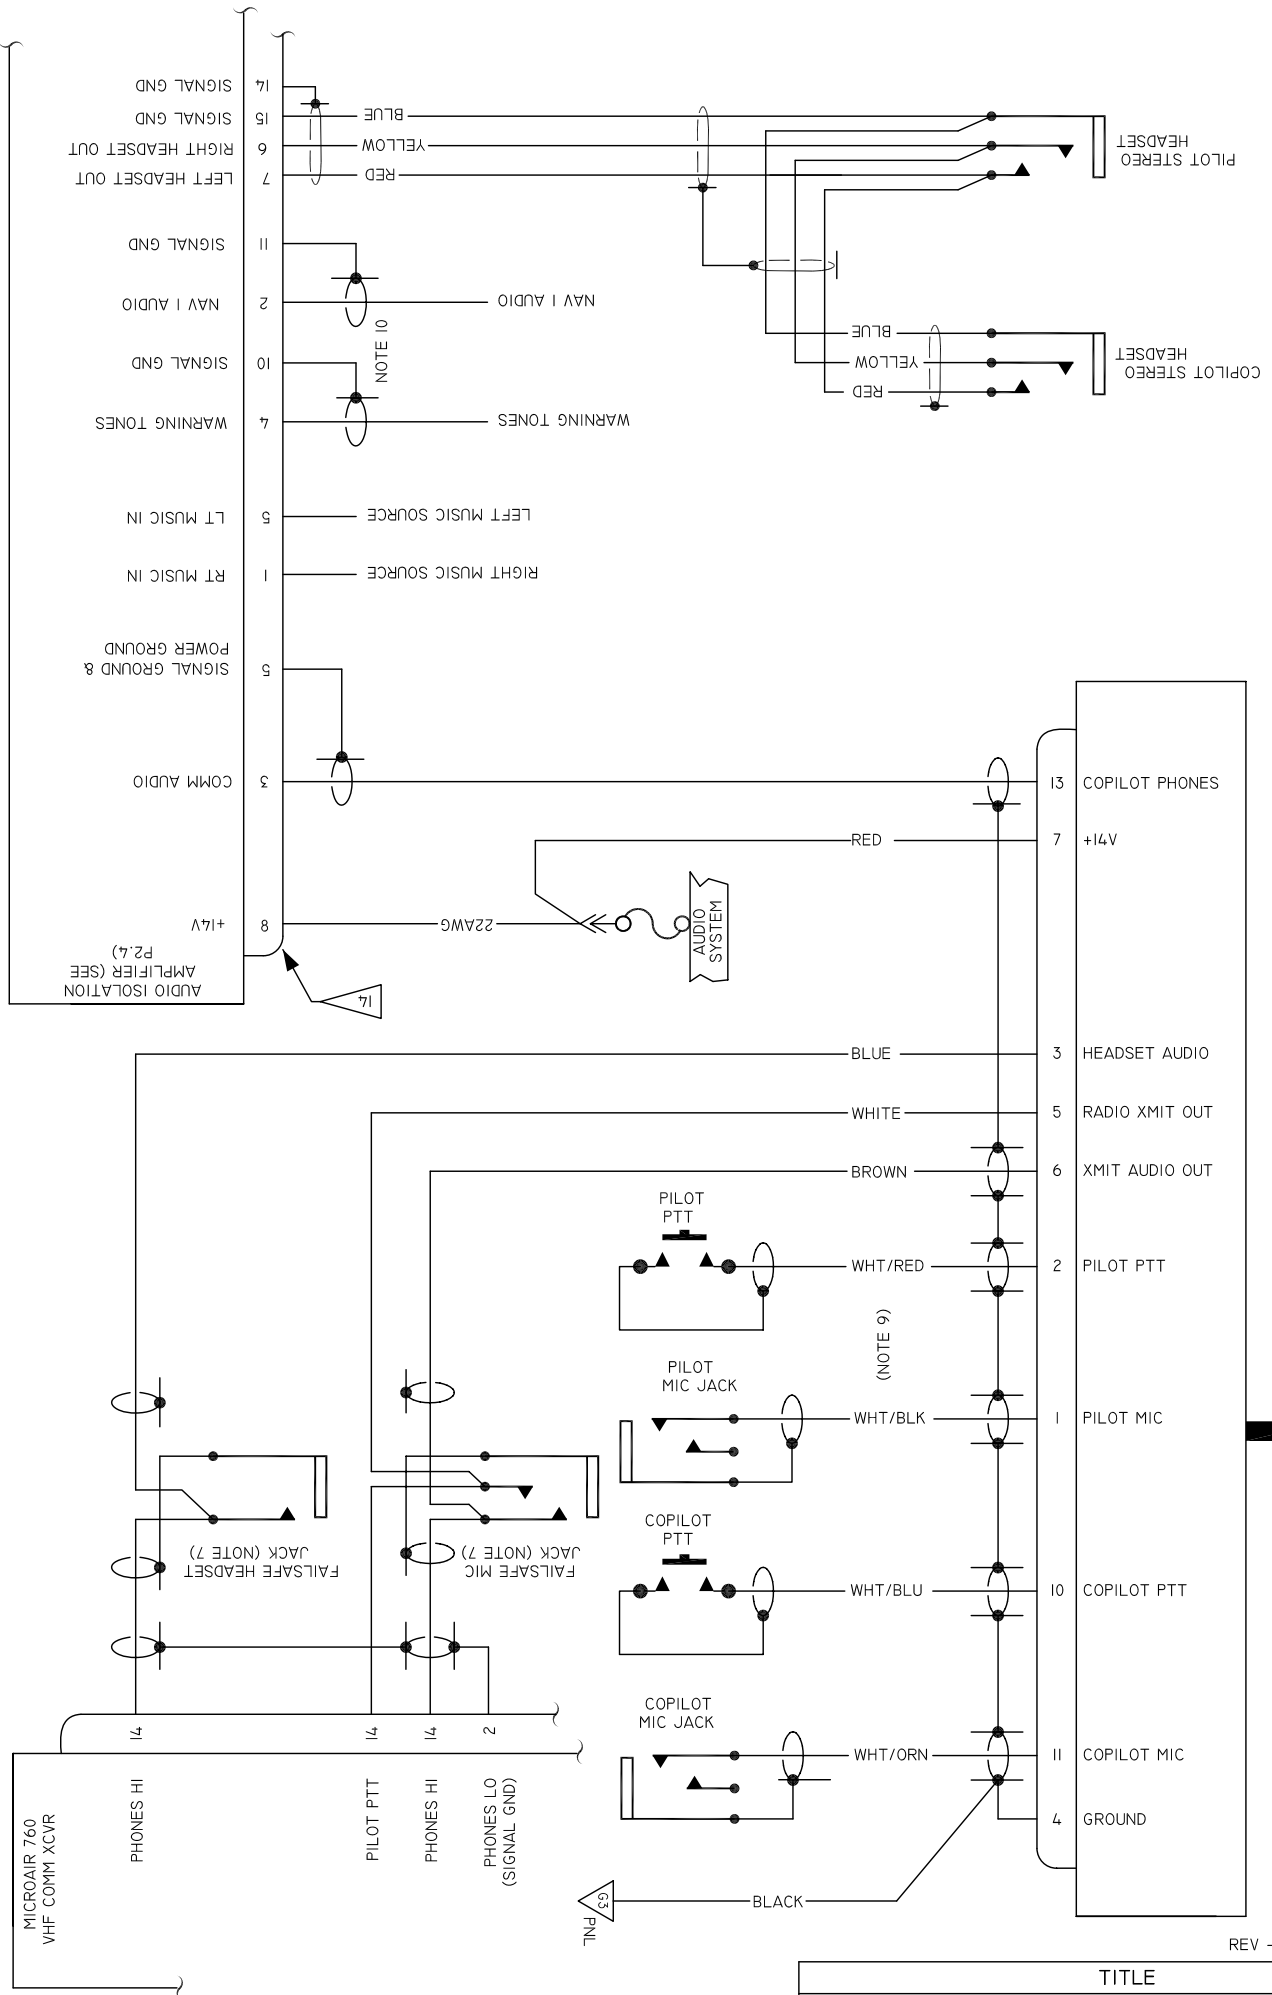 SIGNAL GND 14
SIGNAL GND 15 BLUE
RIGHT HEADSET OUT 6 YELLOW
LEFT HEADSET OUT 7 RED
PILOT STEREO
HEADSET
SIGNAL GND 11
NAV 1 AUDIO 2 NAV 1 AUDIO
NOTE 10
SIGNAL GND 10
WARNING TONES 4 WARNING TONES
BLUE
YELLOW
RED
COPILOT STEREO
HEADSET
LT MUSIC IN 5 LEFT MUSIC SOURCE
RT MUSIC IN 1 RIGHT MUSIC SOURCE
SIGNAL GROUND &
POWER GROUND
5
COMM AUDIO 3
+14V 8 22AWG
AUDIO ISOLATION
AMPLIFIER (SEE
P2.4)
14
AUDIO
SYSTEM
13 COPILOT PHONES
RED 7 +14V
BLUE 3 HEADSET AUDIO
WHITE 5 RADIO XMIT OUT
BROWN 6 XMIT AUDIO OUT
PILOT
PTT
WHT/RED 2 PILOT PTT
(NOTE 9)
PILOT
MIC JACK
WHT/BLK 1 PILOT MIC
COPILOT
PTT
WHT/BLU 10 COPILOT PTT
COPILOT
MIC JACK
WHT/ORN 11 COPILOT MIC
4 GROUND
BLACK
G3
PNL
FAILSAFE HEADSET
JACK (NOTE 7)
FAILSAFE MIC
JACK (NOTE 7)
14 PHONES HI
14 PILOT PTT
14 PHONES HI
2 PHONES LO
(SIGNAL GND)
MICROAIR 760
VHF COMM XCVR
REV -
TITLE